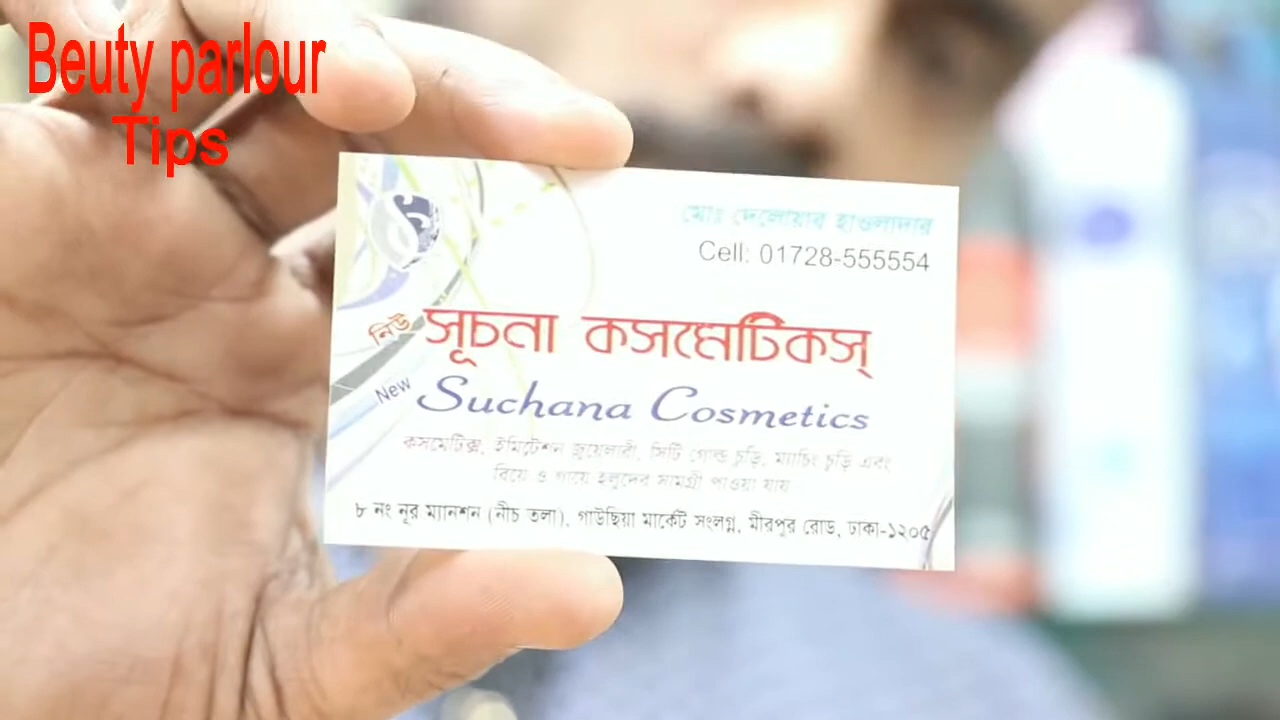 Beuty parlour
Tips
মোঃ দেলোয়ার হাওলাদার
Cell: 01728-555554
নিউ সূচনা কসমেটিকস্
New Suchana Cosmetics
কসমেটিক্স, ইমিটেশন জুয়েলারী, সিটি গোল্ড চুড়ি, ম্যাচিং চুড়ি এবং
বিয়ে ও গায়ে হলুদের সামগ্রী পাওয়া যায়
৮ নং নূর ম্যানশন (নীচ তলা), গাউছিয়া মার্কেট সংলগ্ন, মীরপুর রোড, ঢাকা-১২০৫